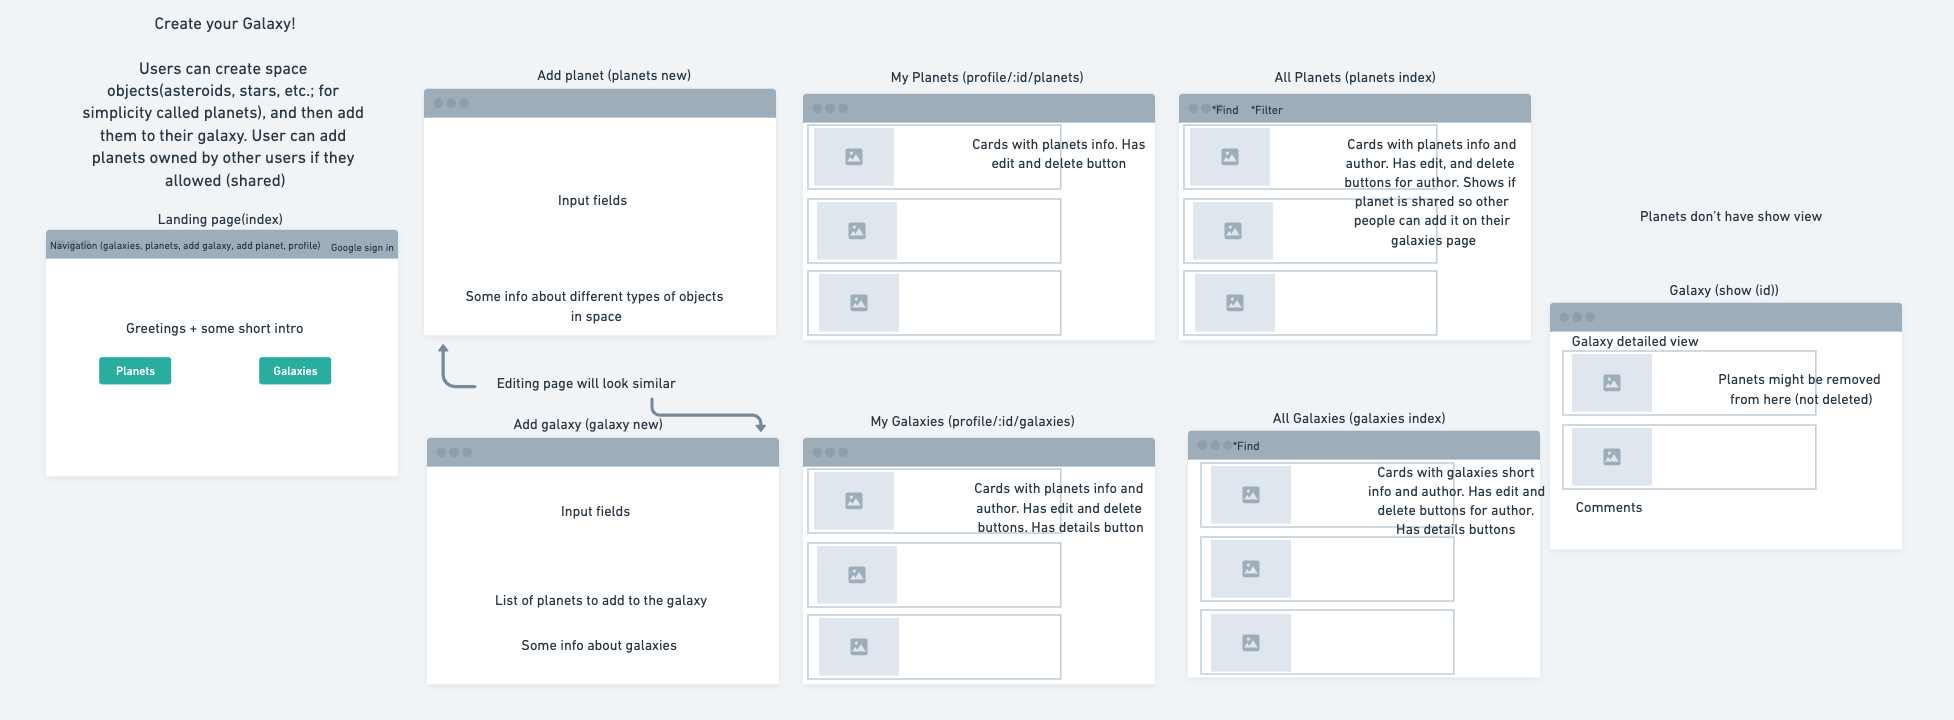 Create your Galaxy!
Users can create space
objects(asteroids, stars, etc.; for
simplicity called planets), and then add
them to their galaxy. User can add
planets owned by other users if they
allowed (shared)
Landing page(index)
Navigation (galaxies, planets, add galaxy, add planet, profile)
Google sign in
Greetings + some short intro
Planets
Galaxies
Add planet (planets new)
Input fields
Some info about different types of objects
in space
Editing page will look similar
Add galaxy (galaxy new)
Input fields
List of planets to add to the galaxy
Some info about galaxies
My Planets (profile/:id/planets)
Cards with planets info. Has
edit and delete button
My Galaxies (profile/:id/galaxies)
Cards with planets info and
author. Has edit and delete
buttons. Has details button
All Planets (planets index)
*Find
*Filter
Cards with planets info and
author. Has edit, and delete
buttons for author. Shows if
planet is shared so other
people can add it on their
galaxies page
All Galaxies (galaxies index)
*Find
Cards with galaxies short
info and author. Has edit and
delete buttons for author.
Has details buttons
Planets don't have show view
Galaxy (show (id))
Galaxy detailed view
Planets might be removed
from here (not deleted)
Comments